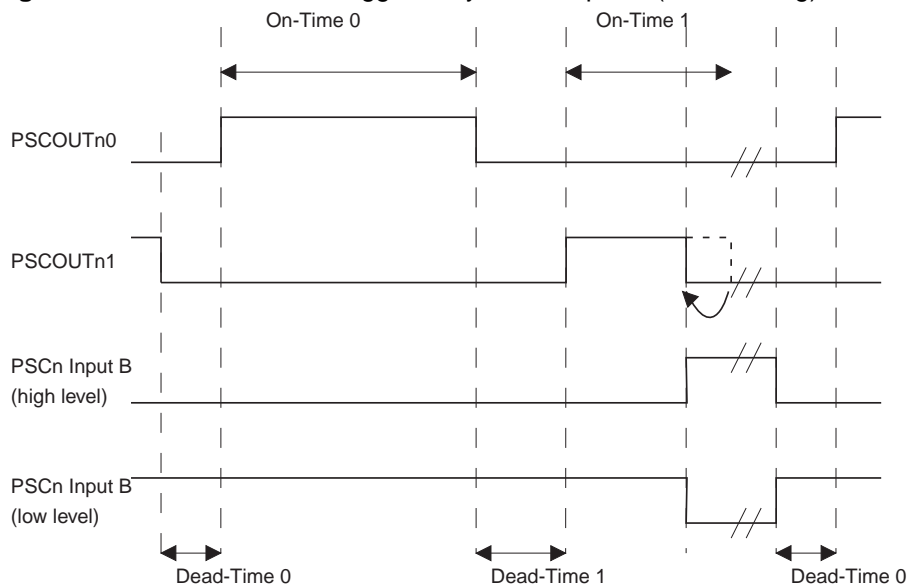 On-Time 0 On-Time 1
PSCOUTn0
PSCOUTn1
PSCn Input B
(high level)
PSCn Input B
(low level)
Dead-Time 0 Dead-Time 1 Dead-Time 0